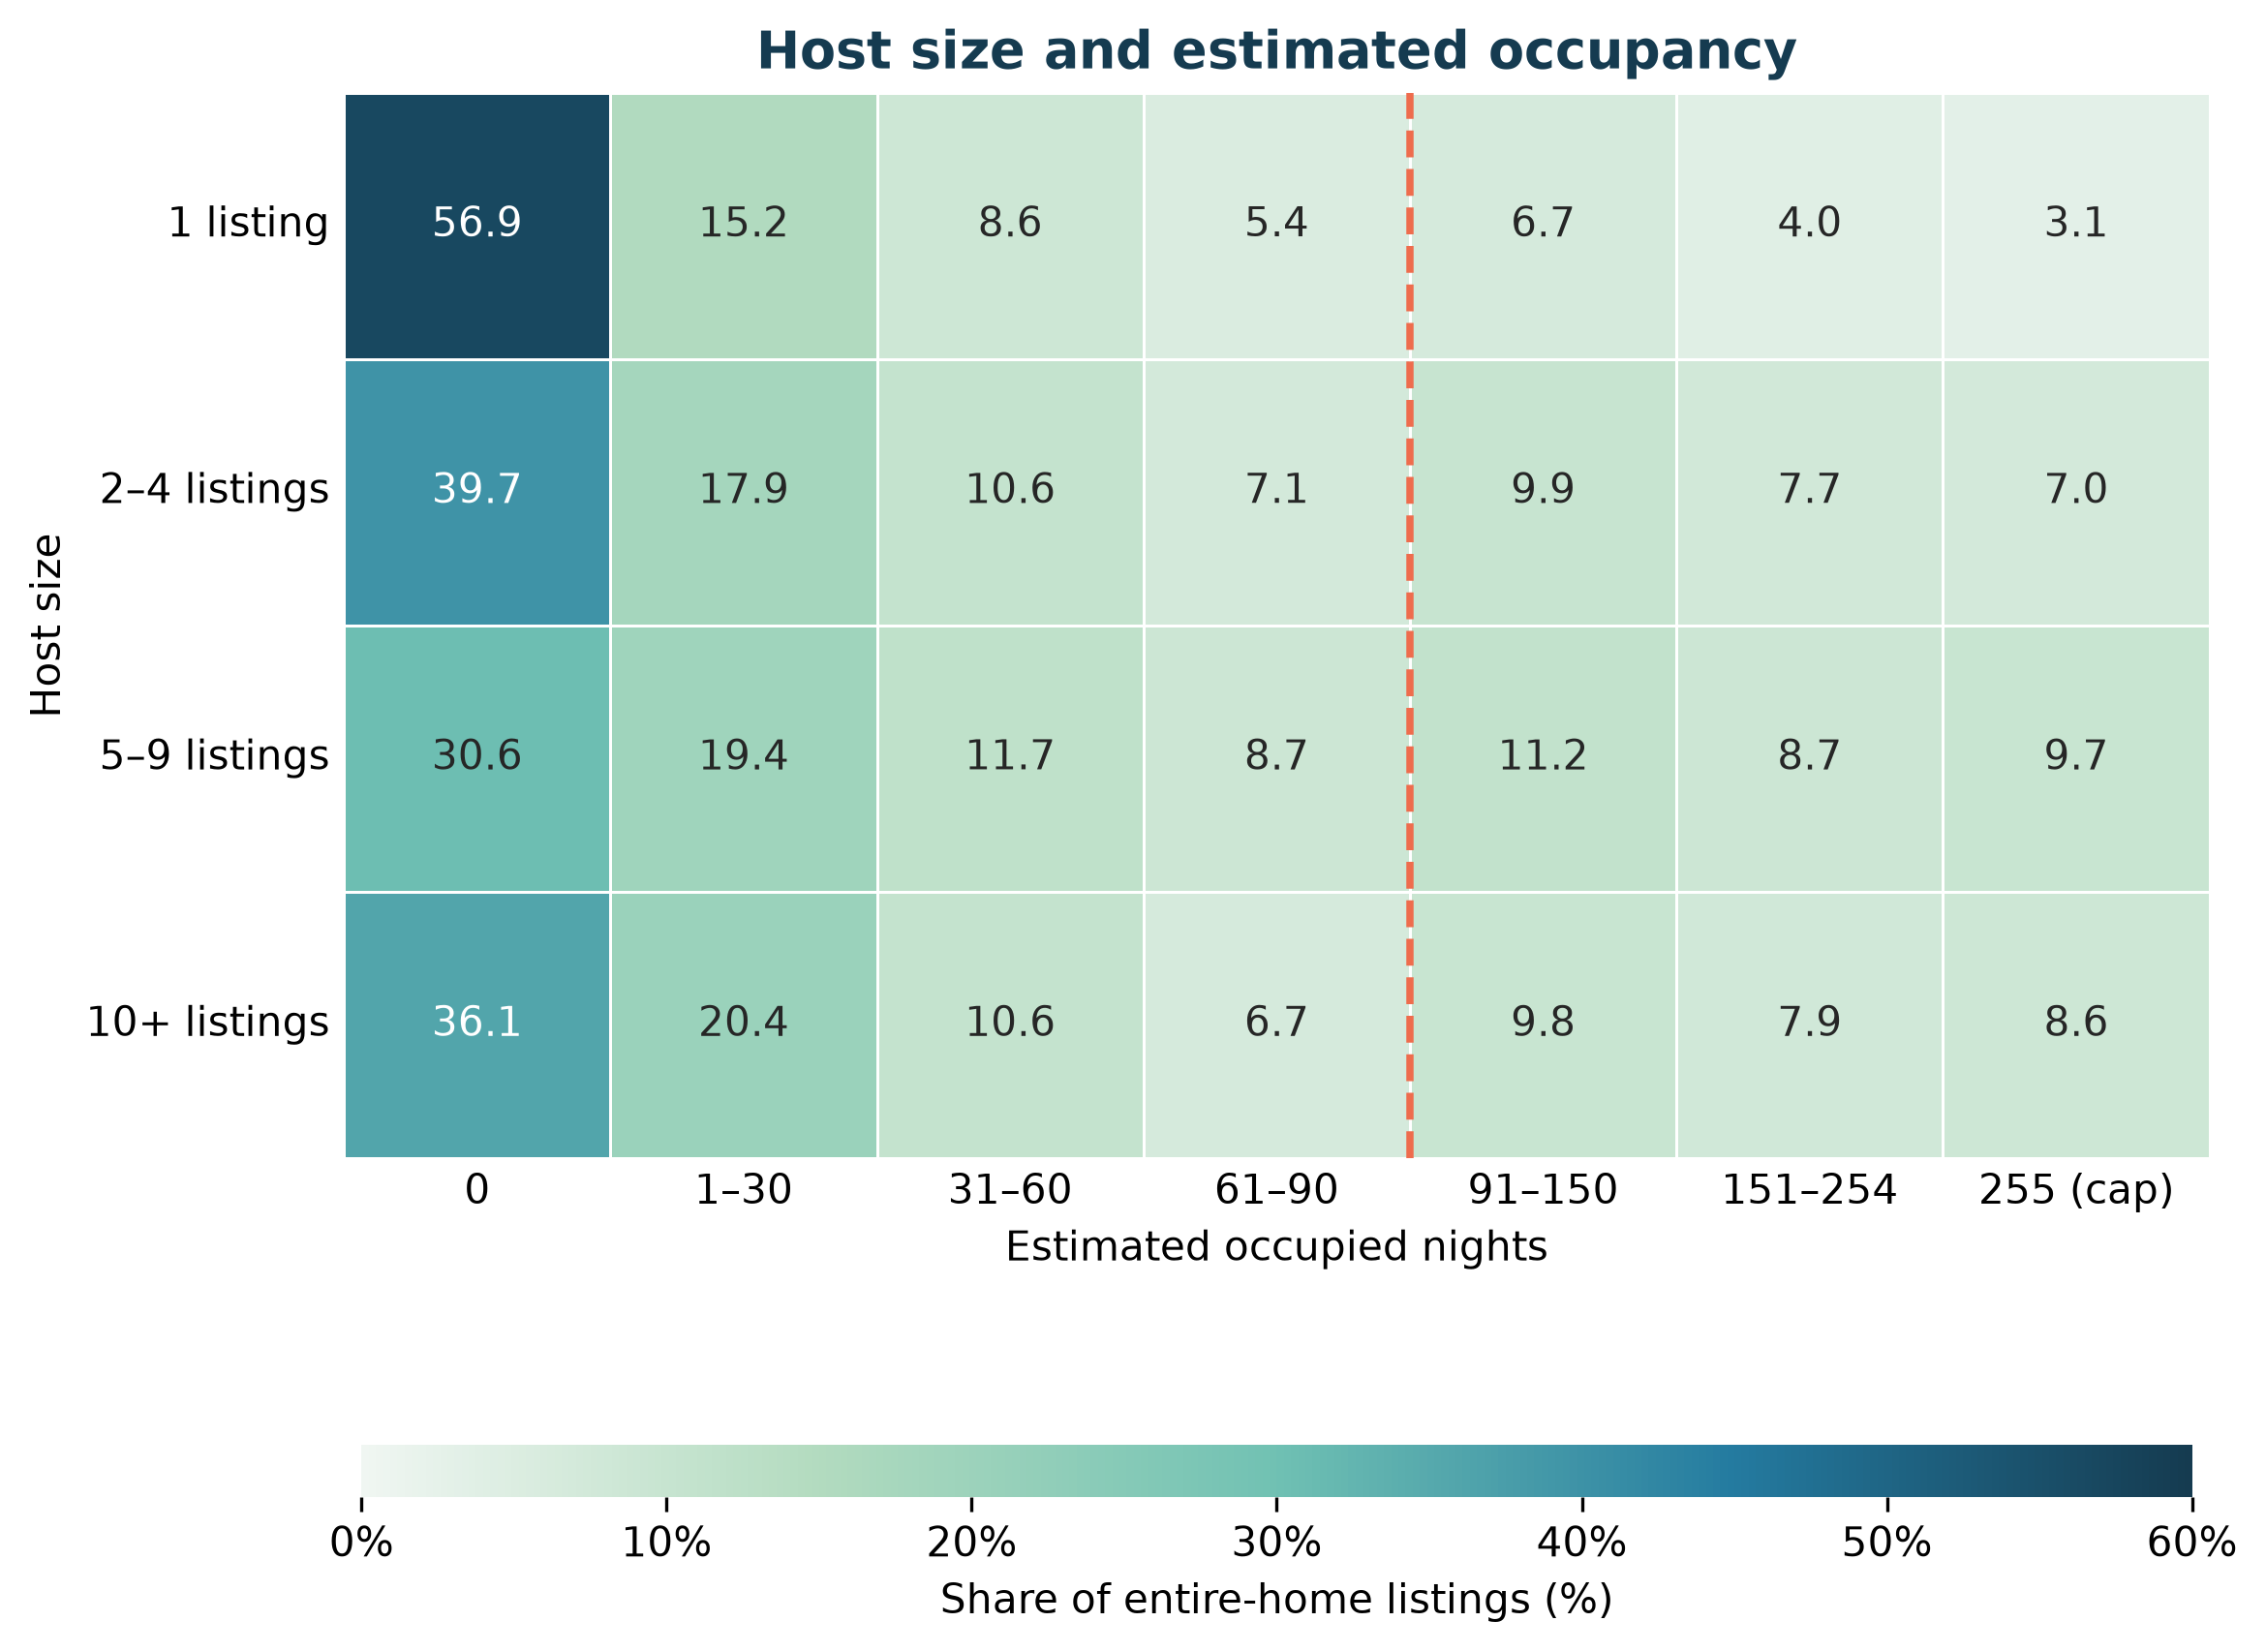 Host size and estimated occupancy
Host size
1 listing 56.9 15.2 8.6 5.4 6.7 4.0 3.1
2–4 listings 39.7 17.9 10.6 7.1 9.9 7.7 7.0
5–9 listings 30.6 19.4 11.7 8.7 11.2 8.7 9.7
10+ listings 36.1 20.4 10.6 6.7 9.8 7.9 8.6
0 1–30 31–60 61–90 91–150 151–254 255 (cap)
Estimated occupied nights
0% 10% 20% 30% 40% 50% 60%
Share of entire-home listings (%)